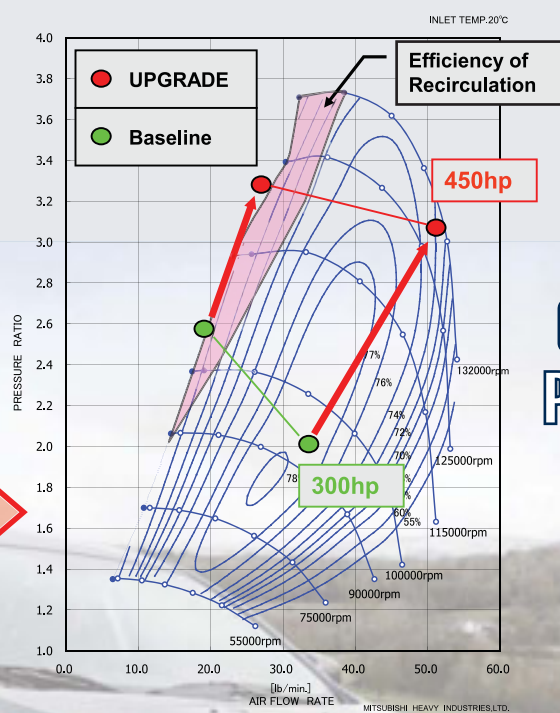 INLET TEMP.20℃
4.0
3.8
3.6
3.4
3.2
3.0
2.8
2.6
2.4
2.2
2.0
1.8
1.6
1.4
1.2
1.0
PRESSURE RATIO
UPGRADE
Baseline
Efficiency of
Recirculation
450hp
300hp
77%
76%
74%
72%
70%
78
60%
55%
132000rpm
125000rpm
115000rpm
100000rpm
90000rpm
75000rpm
55000rpm
0.0 10.0 20.0 30.0 40.0 50.0 60.0
[lb/min.]
AIR FLOW RATE
MITSUBISHI HEAVY INDUSTRIES,LTD.